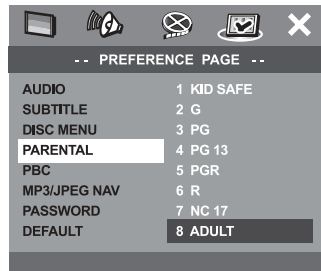 -- PREFERENCE PAGE --
AUDIO 1 KID SAFE
SUBTITLE 2 G
DISC MENU 3 PG
PARENTAL 4 PG 13
PBC 5 PGR
MP3/JPEG NAV 6 R
PASSWORD 7 NC 17
DEFAULT 8 ADULT